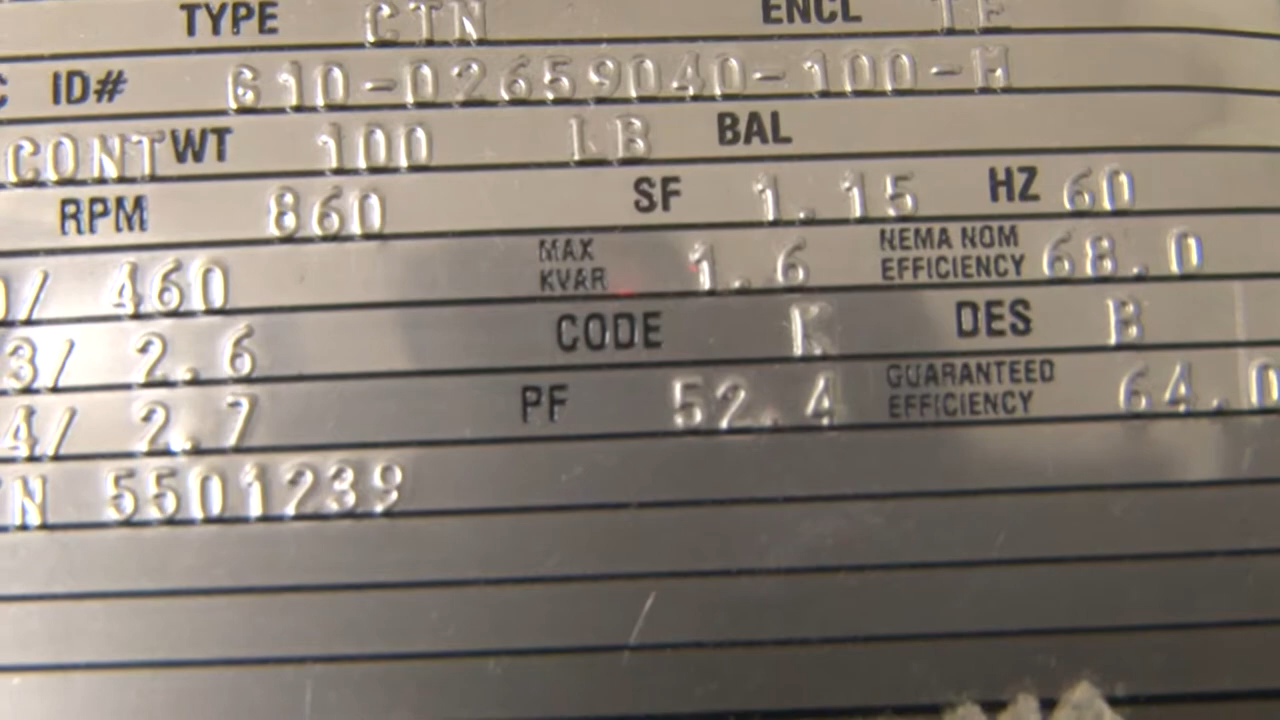 TYPE CTN ENCL TE
C ID# G10-02659040-100-M
CONT WT 100 LB BAL
RPM 860 SF 1.15 HZ 60
/ 460 MAX KVAR 1.6 NEMA NOM EFFICIENCY 68.0
3/ 2.6 CODE K DES B
4/ 2.7 PF 52.4 GUARANTEED EFFICIENCY 64.0
N 5501239